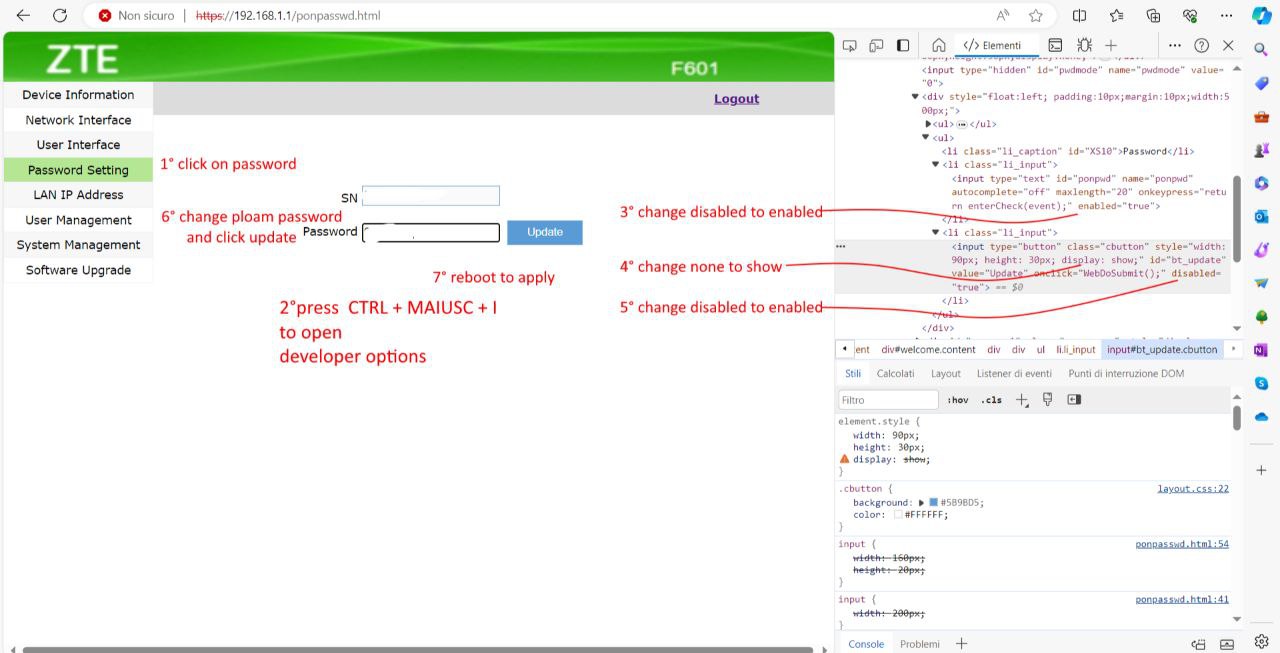 Non sicuro
https://192.168.1.1/ponpasswd.html
ZTE
F601
Logout
Device Information
Network Interface
User Interface
Password Setting
LAN IP Address
User Management
System Management
Software Upgrade
1° click on password
SN
6° change ploam password
and click update
Password
Update
7° reboot to apply
2°press CTRL + MAIUSC + I
to open
developer options
3° change disabled to enabled
4° change none to show
5° change disabled to enabled
</> Elementi
<input type="hidden" id="pwdmode" name="pwdmode" value=
"0">
<div style="float:left; padding:10px;margin:10px;width:5
00px;">
<ul> </ul>
<ul>
<li class="li_caption" id="XS10">Password</li>
<li class="li_input">
<input type="text" id="ponpwd" name="ponpwd"
autocomplete="off" maxlength="20" onkeypress="retu
rn enterCheck(event);" enabled="true">
</li>
<li class="li_input">
<input type="button" class="cbutton" style="width:
90px; height: 30px; display: show;" id="bt_update"
value="Update" onclick="WebDoSubmit();" disabled=
"true"> == $0
</li>
</ul>
</div>
ent div#welcome.content div div ul li.li_input input#bt_update.cbutton
Stili Calcolati Layout Listener di eventi Punti di interruzione DOM
Filtro :hov .cls
element.style {
width: 90px;
height: 30px;
display: show;
}
.cbutton { layout.css:22
background: #5B9BD5;
color: #FFFFFF;
}
input { ponpasswd.html:54
width: 160px;
height: 20px;
}
input { ponpasswd.html:41
width: 200px;
}
Console Problemi